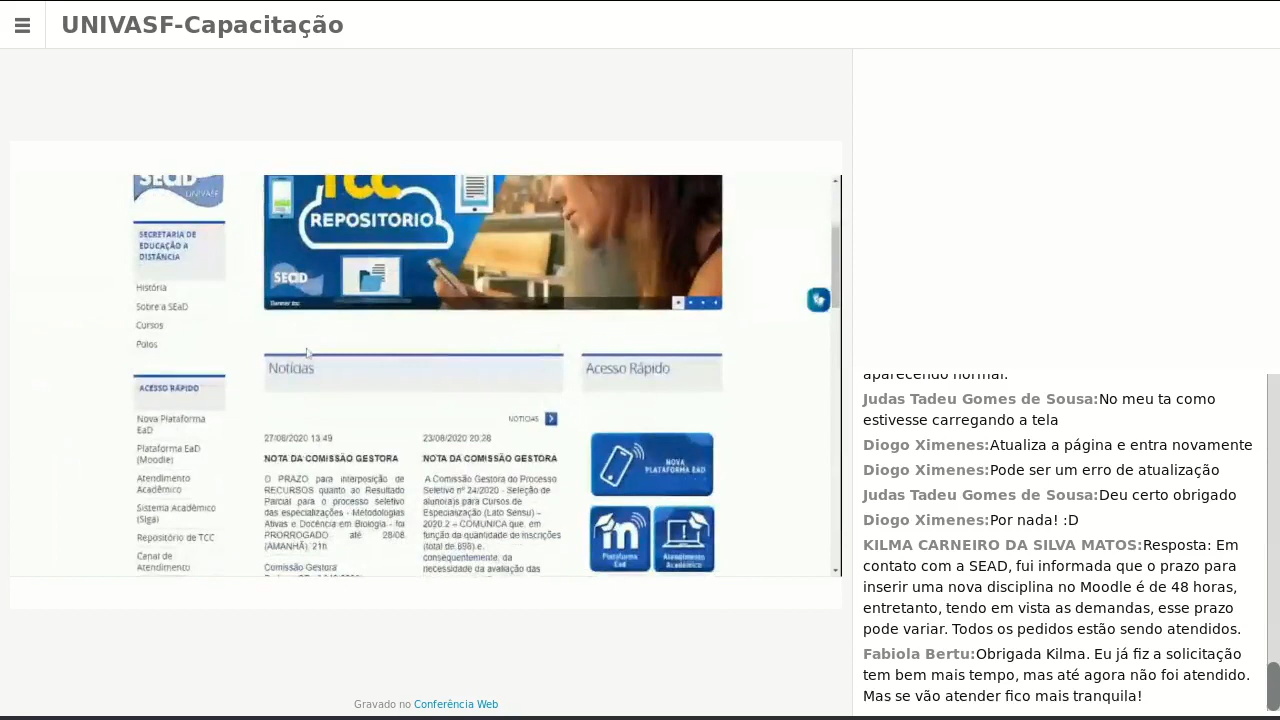 UNIVASF-Capacitação
SEaD
UNIVASF
SECRETARIA DE
EDUCAÇÃO A
DISTÂNCIA
História
Sobre a SEaD
Cursos
Polos
ACESSO RÁPIDO
Nova Plataforma
EaD
Plataforma EaD
(Moodle)
Atendimento
Acadêmico
Sistema Acadêmico
(Siga)
Repositório de TCC
Canal de
Atendimento
TCC
REPOSITORIO
SEaD
Banner tcc
Notícias
NOTÍCIAS
27/08/2020 13:49
NOTA DA COMISSÃO GESTORA
O PRAZO para interposição de
RECURSOS quanto ao Resultado
Parcial para o processo seletivo
das especializações - Metodologias
Ativas e Docência em Biologia - foi
PRORROGADO até 28/08
(AMANHÃ), 21h
Comissão Gestora
23/08/2020 20:28
NOTA DA COMISSÃO GESTORA
A Comissão Gestora do Processo
Seletivo nº 24/2020 - Seleção de
aluno(a)s para Cursos de
Especialização (Lato Sensu) –
2020.2 – COMUNICA que, em
função da quantidade de inscrições
(total de 898) e,
consequentemente, da
necessidade da avaliação das
Acesso Rápido
NOVA
PLATAFORMA EAD
Plataforma
Ead
Atendimento
Acadêmico
aparecendo normal.
Judas Tadeu Gomes de Sousa:No meu ta como
estivesse carregando a tela
Diogo Ximenes:Atualiza a página e entra novamente
Diogo Ximenes:Pode ser um erro de atualização
Judas Tadeu Gomes de Sousa:Deu certo obrigado
Diogo Ximenes:Por nada! :D
KILMA CARNEIRO DA SILVA MATOS:Resposta: Em
contato com a SEAD, fui informada que o prazo para
inserir uma nova disciplina no Moodle é de 48 horas,
entretanto, tendo em vista as demandas, esse prazo
pode variar. Todos os pedidos estão sendo atendidos.
Fabiola Bertu:Obrigada Kilma. Eu já fiz a solicitação
tem bem mais tempo, mas até agora não foi atendido.
Mas se vão atender fico mais tranquila!
Gravado no Conferência Web